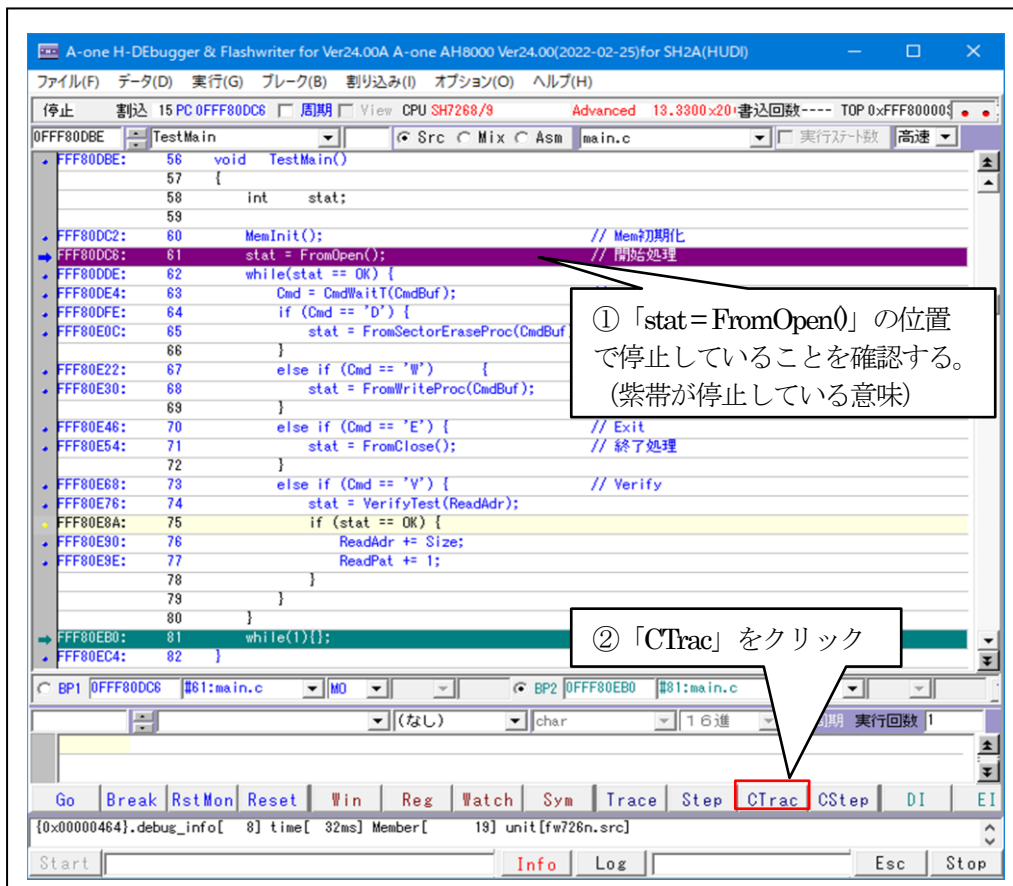 A-one H-DEbugger & Flashwriter for Ver24.00A A-one AH8000 Ver24.00(2022-02-25)for SH2A(HUDI)
ファイル(F) データ(D) 実行(G) ブレーク(B) 割り込み(I) オプション(O) ヘルプ(H)
停止 割込 15 PC 0FFF80DC6 周期 View CPU SH7268/9 Advanced 13.3300×20 書込回数---- TOP 0xFFF80000
0FFF80DBE TestMain Src Mix Asm main.c 実行ステート数 高速
FFF80DBE: 56 void TestMain()
57 {
58 int stat;
59
FFF80DC2: 60 MemInit(); // Mem初期化
FFF80DC6: 61 stat = FromOpen(); // 開始処理
FFF80DDE: 62 while(stat == OK) {
FFF80DE4: 63 Cmd = CmdWaitT(CmdBuf);
FFF80DFE: 64 if (Cmd == 'D') {
FFF80E0C: 65 stat = FromSectorEraseProc(CmdBuf
66 }
FFF80E22: 67 else if (Cmd == 'W') {
FFF80E30: 68 stat = FromWriteProc(CmdBuf);
69 }
FFF80E46: 70 else if (Cmd == 'E') { // Exit
FFF80E54: 71 stat = FromClose(); // 終了処理
72 }
FFF80E68: 73 else if (Cmd == 'V') { // Verify
FFF80E76: 74 stat = VerifyTest(ReadAdr);
FFF80E8A: 75 if (stat == OK) {
FFF80E90: 76 ReadAdr += Size;
FFF80E9E: 77 ReadPat += 1;
78 }
79 }
80 }
FFF80EB0: 81 while(1){};
FFF80EC4: 82 }
①「stat = FromOpen()」の位置
で停止していることを確認する。
（紫帯が停止している意味）
②「CTrac」をクリック
BP1 0FFF80DC6 #61:main.c MO BP2 0FFF80EB0 #81:main.c
(なし) char 16進 期 実行回数 1
Go Break RstMon Reset Win Reg Watch Sym Trace Step CTrac CStep DI EI
{0x00000464}.debug_info[ 8] time[ 32ms] Member[ 19] unit[fw726n.src]
Start Info Log Esc Stop